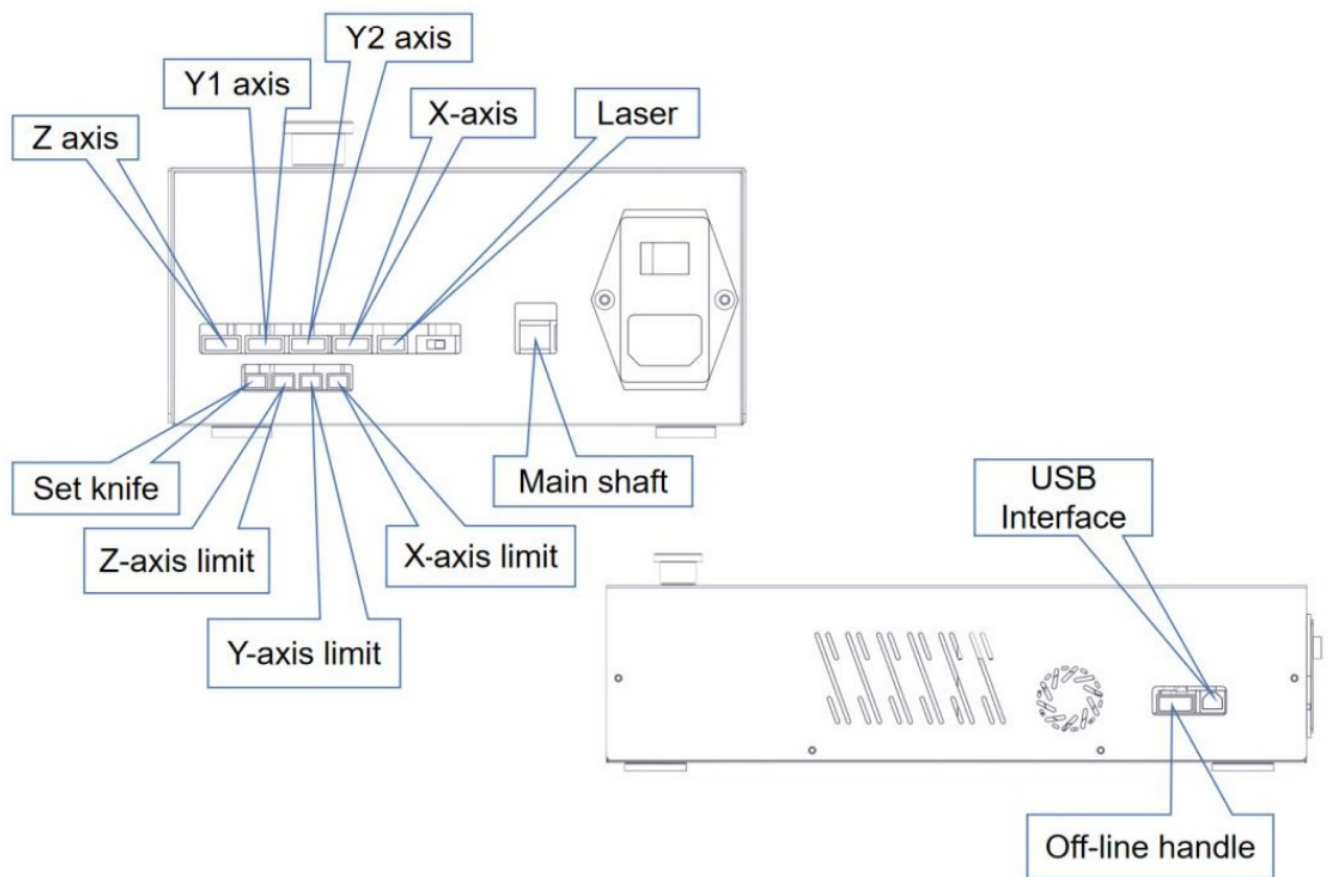 Y2 axis
Y1 axis
X-axis
Laser
Z axis
Set knife
Main shaft
Z-axis limit
X-axis limit
Y-axis limit
USB
Interface
Off-line handle